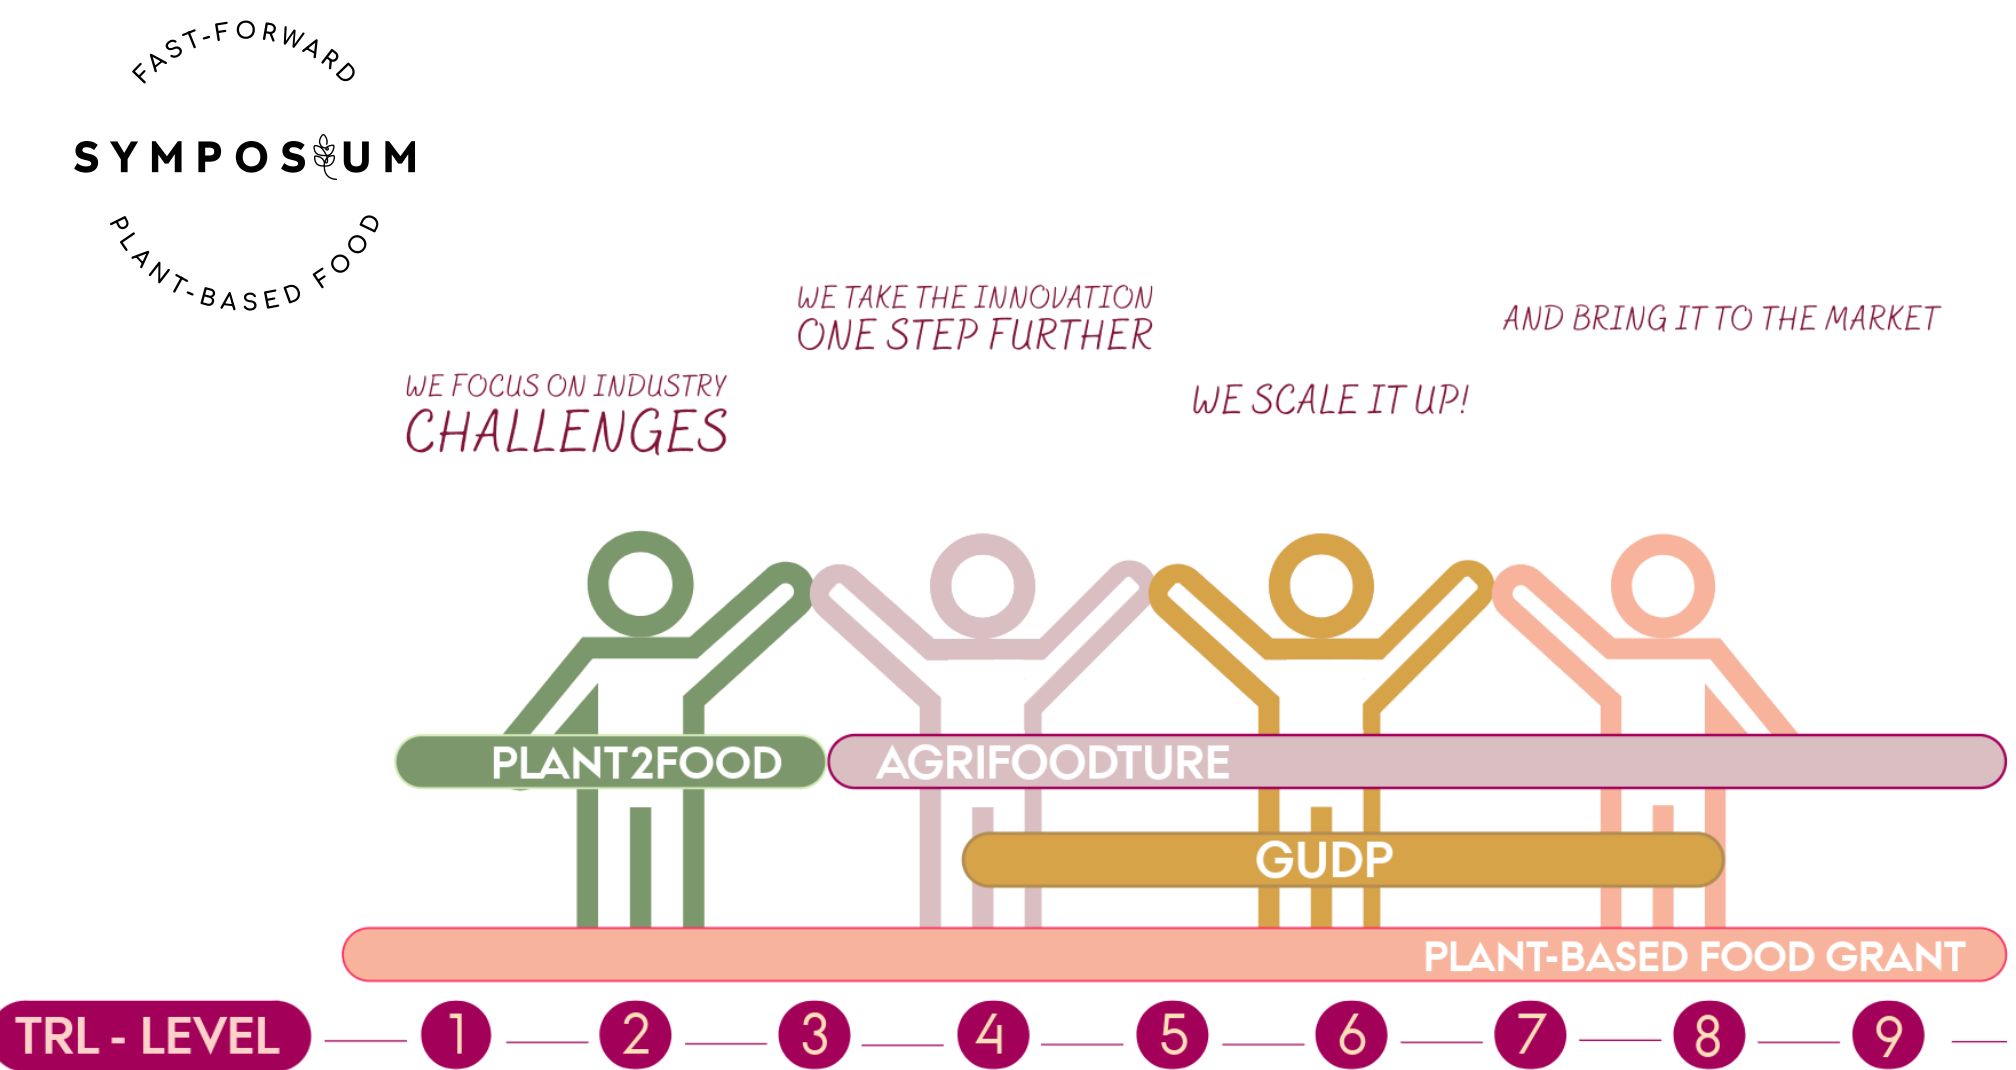 FAST-FORWARD
SYMPOSIUM
PLANT-BASED FOOD
WE TAKE THE INNOVATION
ONE STEP FURTHER
AND BRING IT TO THE MARKET
WE FOCUS ON INDUSTRY
CHALLENGES
WE SCALE IT UP!
PLANT2FOOD
AGRIFOODTURE
GUDP
PLANT-BASED FOOD GRANT
TRL - LEVEL 1 2 3 4 5 6 7 8 9